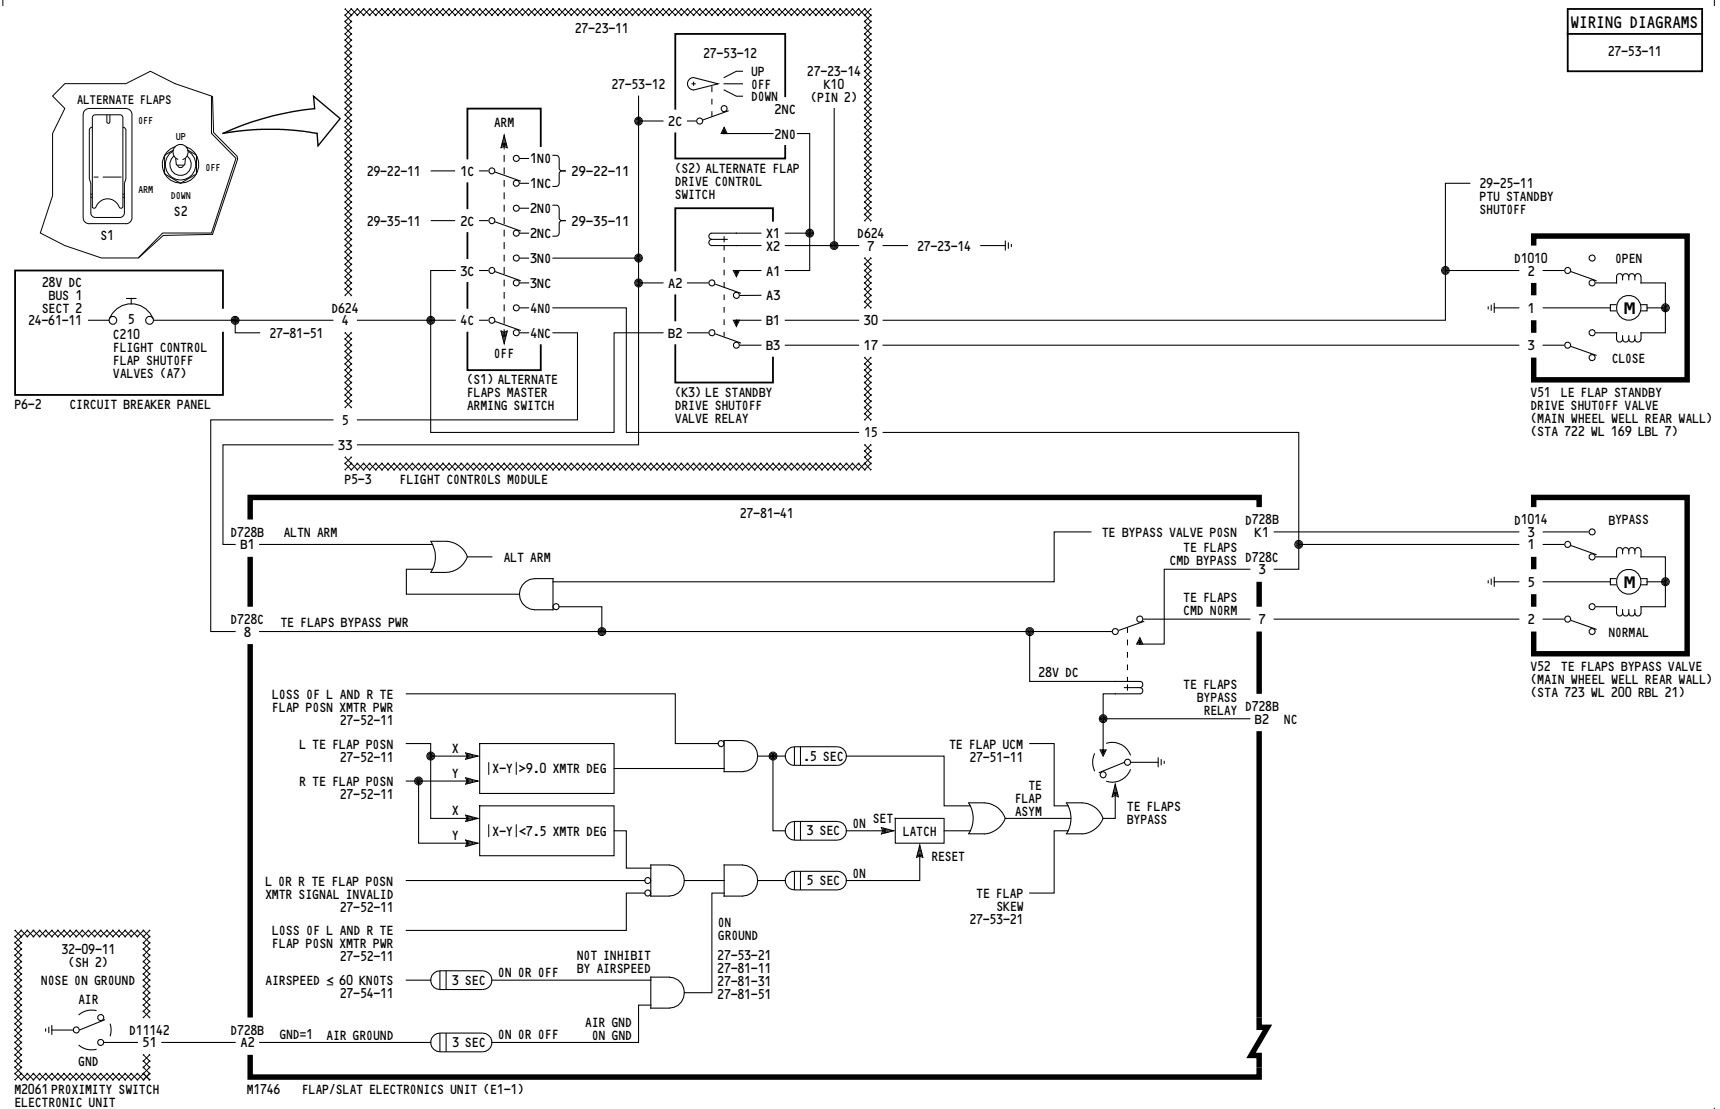 WIRING DIAGRAMS
27-53-11
ALTERNATE FLAPS
OFF
ARM
S1
UP
OFF
DOWN
S2
28V DC
BUS 1
SECT 2
24-61-11
5
C210
FLIGHT CONTROL
FLAP SHUTOFF
VALVES (A7)
27-81-51
P6-2 CIRCUIT BREAKER PANEL
27-23-11
D624
4
ARM
29-22-11
1C
1NO
1NC
29-22-11
29-35-11
2C
2NO
2NC
29-35-11
3C
3NO
3NC
4C
4NO
4NC
OFF
(S1) ALTERNATE
FLAPS MASTER
ARMING SWITCH
27-53-12
27-53-12
UP
OFF
DOWN
2C
2NC
2NO
(S2) ALTERNATE FLAP
DRIVE CONTROL
SWITCH
27-23-14
K10
(PIN 2)
X1
X2
A2
A1
A3
B2
B1
B3
(K3) LE STANDBY
DRIVE SHUTOFF
VALVE RELAY
D624
7
27-23-14
30
17
15
5
33
P5-3 FLIGHT CONTROLS MODULE
29-25-11
PTU STANDBY
SHUTOFF
D1010
2
OPEN
1
M
3
CLOSE
V51 LE FLAP STANDBY
DRIVE SHUTOFF VALVE
(MAIN WHEEL WELL REAR WALL)
(STA 722 WL 169 LBL 7)
27-81-41
D728B
B1
ALTN ARM
ALT ARM
D728C
8
TE FLAPS BYPASS PWR
TE BYPASS VALVE POSN
D728B
K1
TE FLAPS
CMD BYPASS
D728C
3
TE FLAPS
CMD NORM
7
28V DC
TE FLAPS
BYPASS
RELAY
D728B
B2 NC
D1014
3
BYPASS
1
5
M
2
NORMAL
V52 TE FLAPS BYPASS VALVE
(MAIN WHEEL WELL REAR WALL)
(STA 723 WL 200 RBL 21)
LOSS OF L AND R TE
FLAP POSN XMTR PWR
27-52-11
L TE FLAP POSN
27-52-11
R TE FLAP POSN
27-52-11
X
Y
|X-Y|>9.0 XMTR DEG
X
Y
|X-Y|<7.5 XMTR DEG
.5 SEC
3 SEC
ON
SET
LATCH
RESET
5 SEC
ON
TE FLAP UCM
27-51-11
TE
FLAP
ASYM
TE FLAP
SKEW
27-53-21
TE FLAPS
BYPASS
L OR R TE FLAP POSN
XMTR SIGNAL INVALID
27-52-11
LOSS OF L AND R TE
FLAP POSN XMTR PWR
27-52-11
AIRSPEED ≤ 60 KNOTS
27-54-11
3 SEC
ON OR OFF
NOT INHIBIT
BY AIRSPEED
ON
GROUND
27-53-21
27-81-11
27-81-31
27-81-51
GND=1 AIR GROUND
3 SEC
ON OR OFF
AIR GND
ON GND
D728B
A2
32-09-11
(SH 2)
NOSE ON GROUND
AIR
GND
D11142
51
M2061 PROXIMITY SWITCH
ELECTRONIC UNIT
M1746 FLAP/SLAT ELECTRONICS UNIT (E1-1)